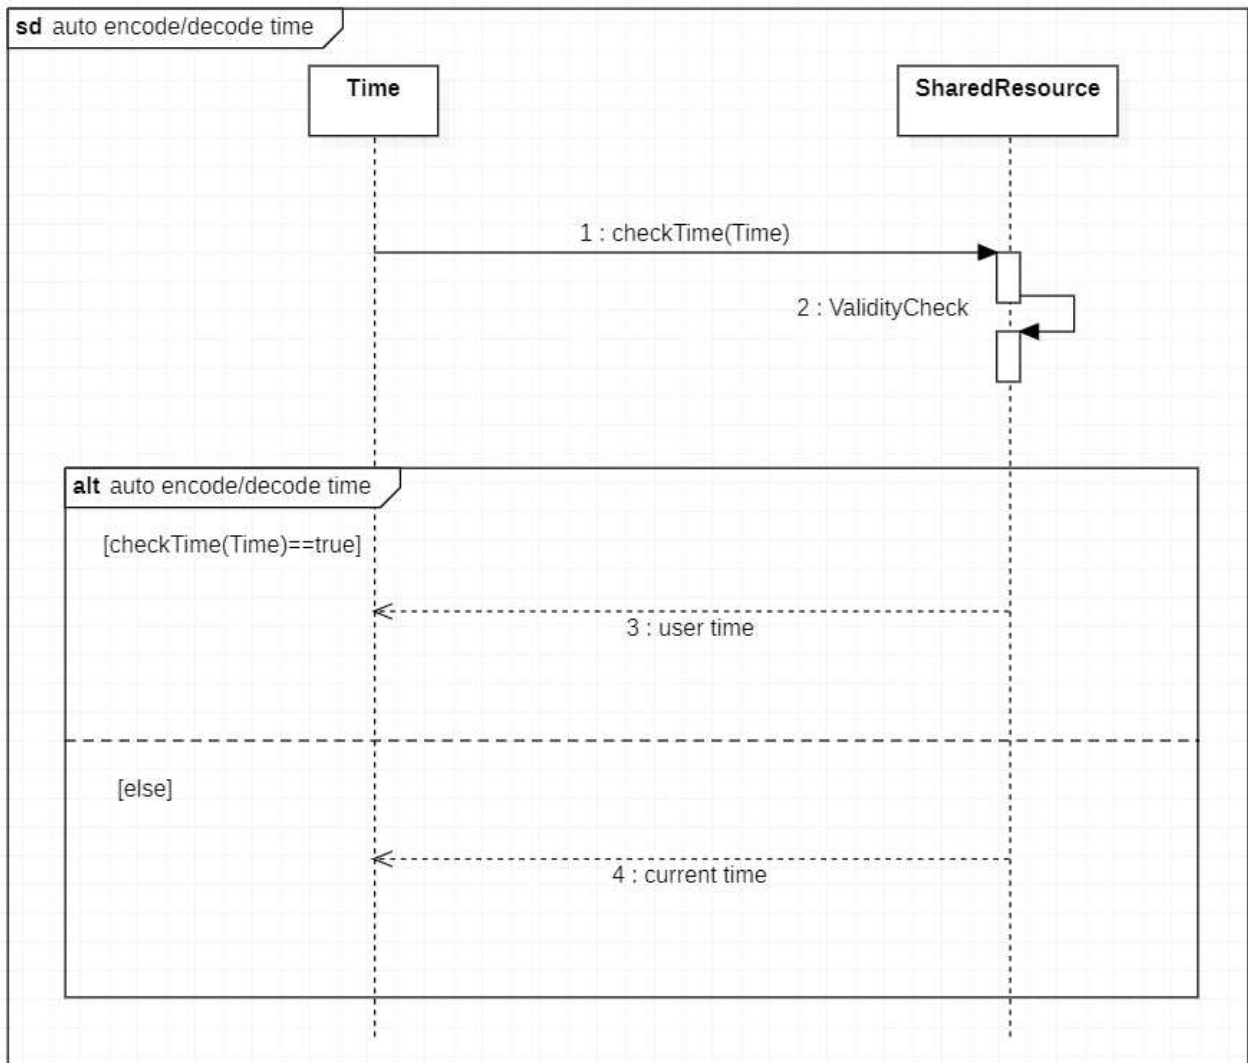 sd auto encode/decode time
Time
SharedResource
1 : checkTime(Time)
2 : ValidityCheck
alt auto encode/decode time
[checkTime(Time)==true]
3 : user time
[else]
4 : current time